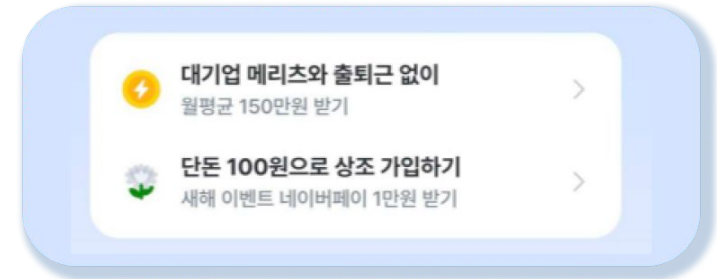 대기업 메리츠와 출퇴근 없이
월평균 150만원 받기
단돈 100원으로 상조 가입하기
새해 이벤트 네이버페이 1만원 받기